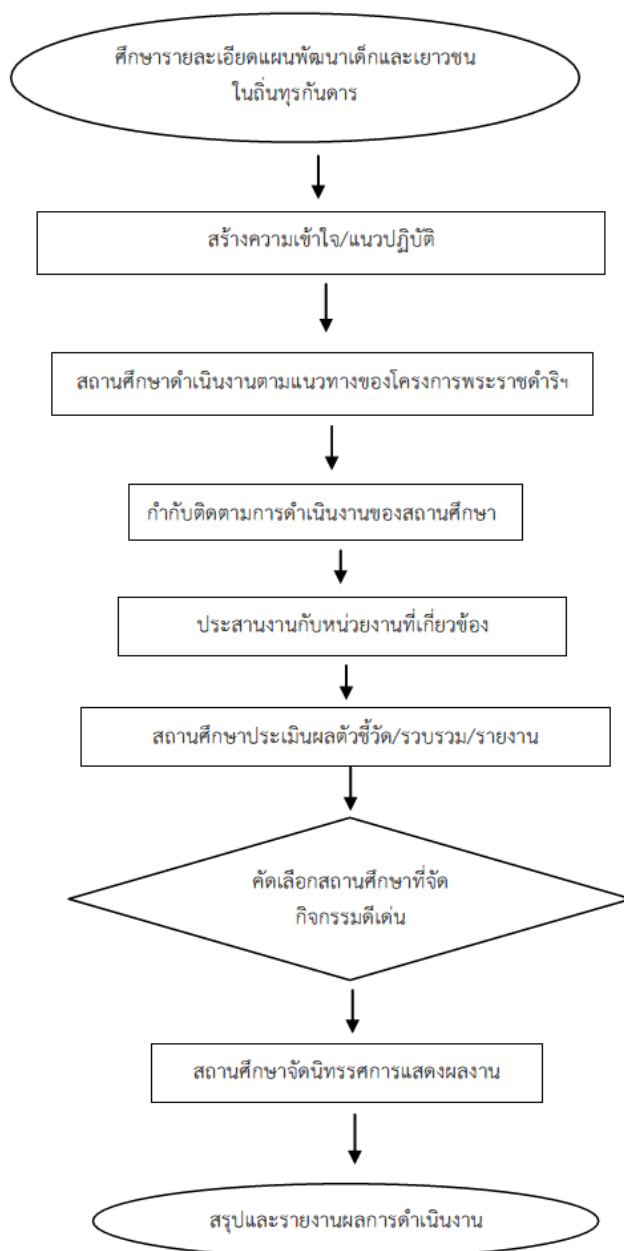 ศึกษารายละเอียดแผนพัฒนาเด็กและเยาวชน
ในถิ่นทุรกันดาร
สร้างความเข้าใจ/แนวปฏิบัติ
สถานศึกษาดำเนินงานตามแนวทางของโครงการพระราชดำริฯ
กำกับติดตามการดำเนินงานของสถานศึกษา
ประสานงานกับหน่วยงานที่เกี่ยวข้อง
สถานศึกษาประเมินผลตัวชี้วัด/รวบรวม/รายงาน
คัดเลือกสถานศึกษาที่จัด
กิจกรรมดีเด่น
สถานศึกษาจัดนิทรรศการแสดงผลงาน
สรุปและรายงานผลการดำเนินงาน